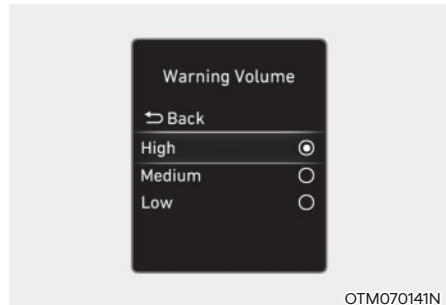 Warning Volume
Back
High
Medium
Low
OTM070141N